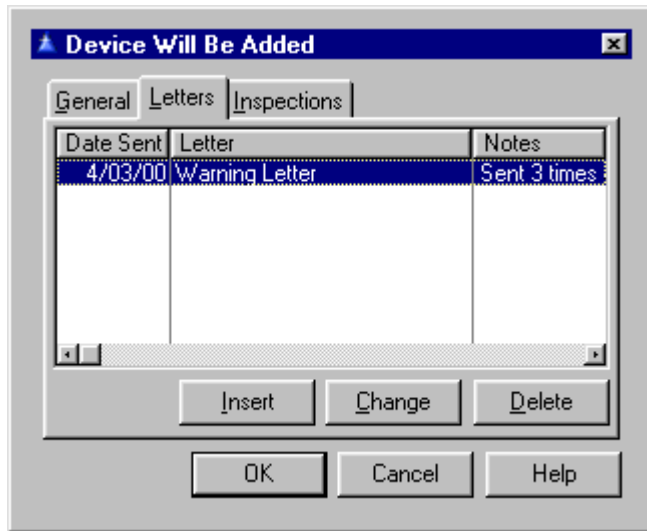 Device Will Be Added
General Letters Inspections
Date Sent Letter Notes
4/03/00 Warning Letter Sent 3 times
Insert Change Delete
OK Cancel Help